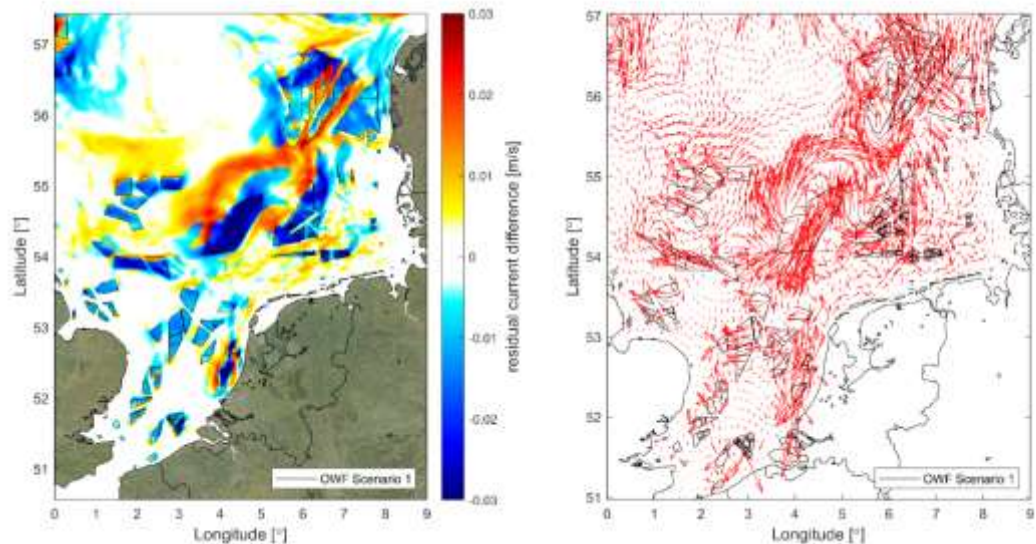 57
56
55
54
53
52
51
Latitude [°]
0 1 2 3 4 5 6 7 8 9
Longitude [°]
OWF Scenario 1
0.03
0.02
0.01
0
-0.01
-0.02
-0.03
residual current difference [m/s]
57
56
55
54
53
52
51
Latitude [°]
0 1 2 3 4 5 6 7 8 9
Longitude [°]
OWF Scenario 1